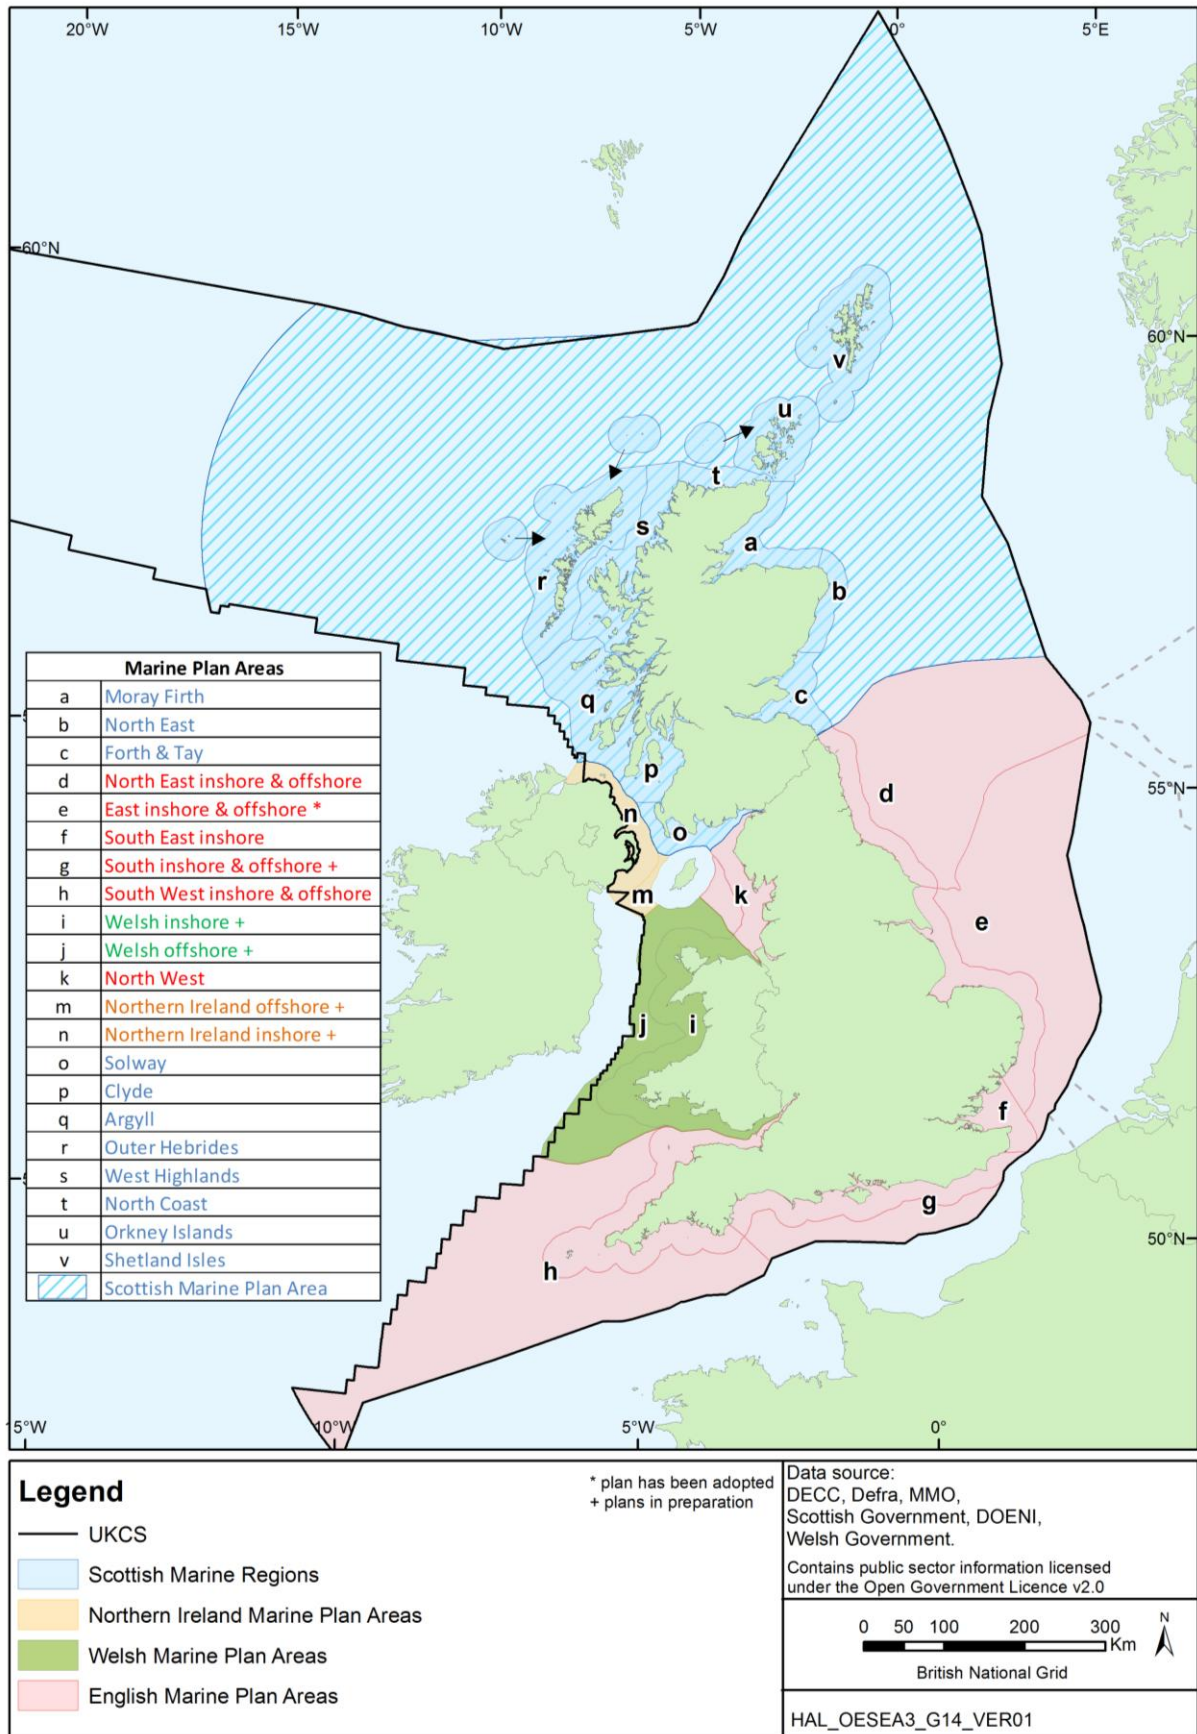 20°W 15°W 10°W 5°W 0° 5°E
60°N
60°N
v
u
t
s
a
r
b
Marine Plan Areas
a Moray Firth
b North East
c Forth & Tay
d North East inshore & offshore
e East inshore & offshore *
f South East inshore
g South inshore & offshore +
h South West inshore & offshore
i Welsh inshore +
j Welsh offshore +
k North West
m Northern Ireland offshore +
n Northern Ireland inshore +
o Solway
p Clyde
q Argyll
r Outer Hebrides
s West Highlands
t North Coast
u Orkney Islands
v Shetland Isles
Scottish Marine Plan Area
q
c
p
d
55°N
n
o
k
m
e
j
i
f
g
50°N
h
10°W 5°W 0°
Legend
UKCS
Scottish Marine Regions
Northern Ireland Marine Plan Areas
Welsh Marine Plan Areas
English Marine Plan Areas
* plan has been adopted
+ plans in preparation
Data source:
DECC, Defra, MMO,
Scottish Government, DOENI,
Welsh Government.
Contains public sector information licensed
under the Open Government Licence v2.0
0 50 100 200 300
Km
N
British National Grid
HAL_OESEA3_G14_VER01